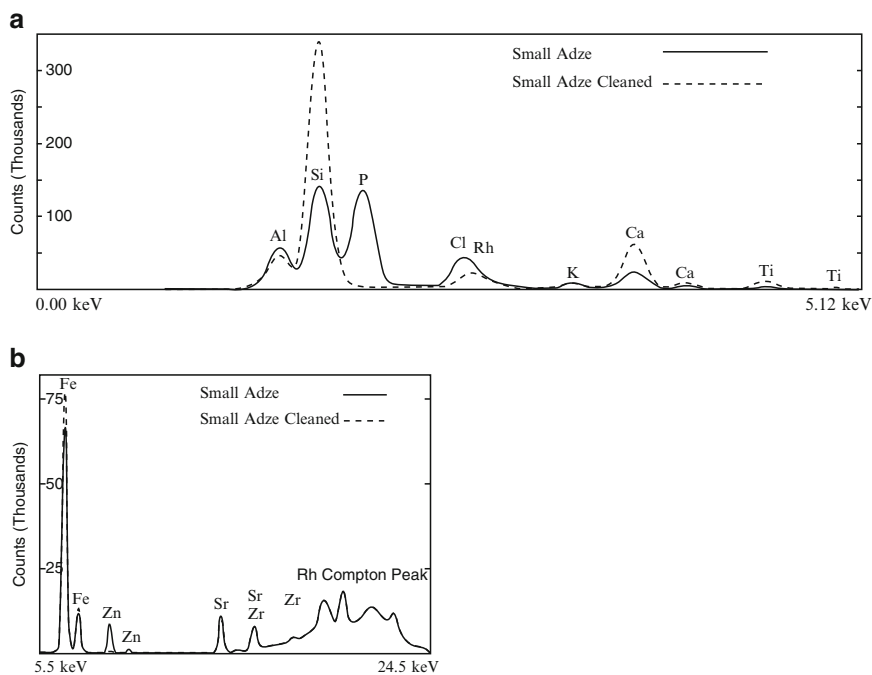 a
Small Adze
Small Adze Cleaned
Counts (Thousands)
300
200
100
Al
Si
P
Cl Rh
K
Ca
Ca
Ti
Ti
0.00 keV
5.12 keV
b
Small Adze
Small Adze Cleaned
Counts (Thousands)
75
50
25
Fe
Fe
Zn
Zn
Sr
Sr
Zr
Zr
Rh Compton Peak
5.5 keV
24.5 keV